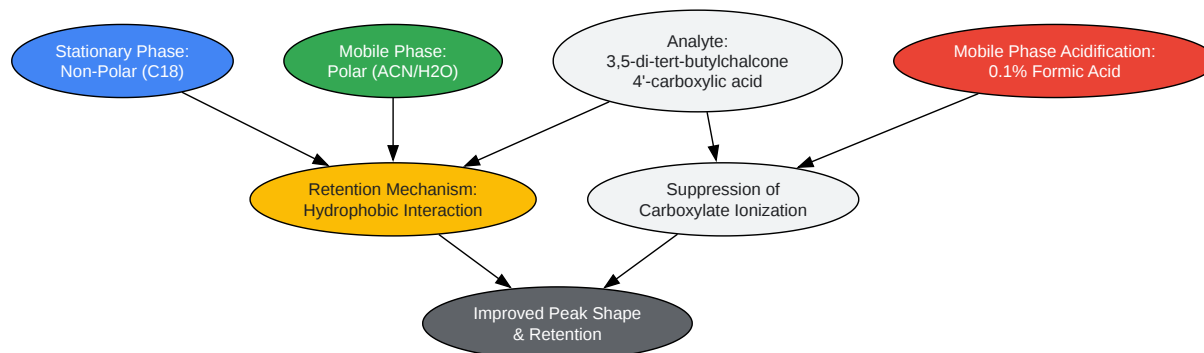 Stationary Phase:
Non-Polar (C18)
Mobile Phase:
Polar (ACN/H2O)
Analyte:
3,5-di-tert-butylchalcone
4'-carboxylic acid
Mobile Phase Acidification:
0.1% Formic Acid
Retention Mechanism:
Hydrophobic Interaction
Suppression of
Carboxylate Ionization
Improved Peak Shape
& Retention